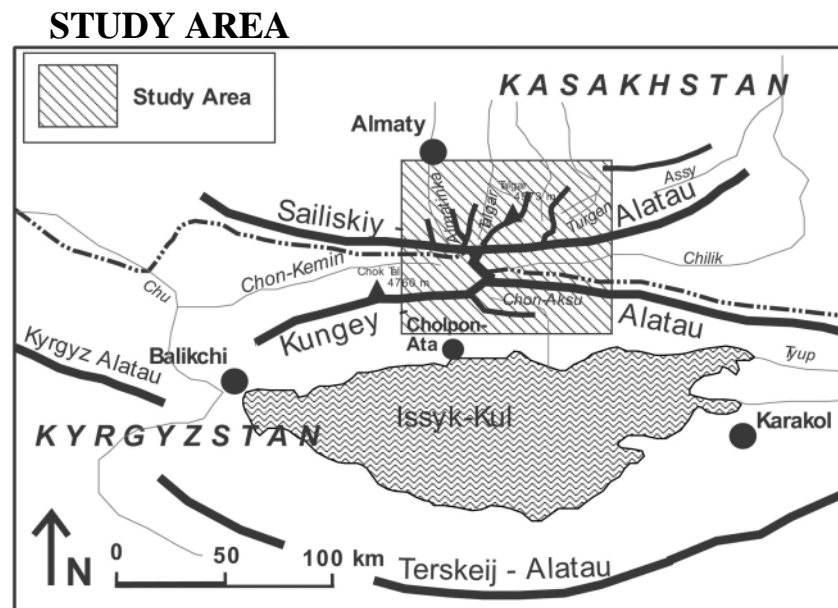 STUDY AREA
Study Area
KASAKHSTAN
Almaty
Talgar
4973 m
Almatinka
Talgar
Turgen
Assy
Sailiskiy
Alatau
Chilik
Chon-Kemin
Chu
Chok Tal
4760 m
Chon-Aksu
Kungey
Alatau
Cholpon-
Ata
Kyrgyz Alatau
Balikchi
Tyup
Issyk-Kul
Karakol
KYRGYZSTAN
N
0 50 100 km
Terskeij - Alatau